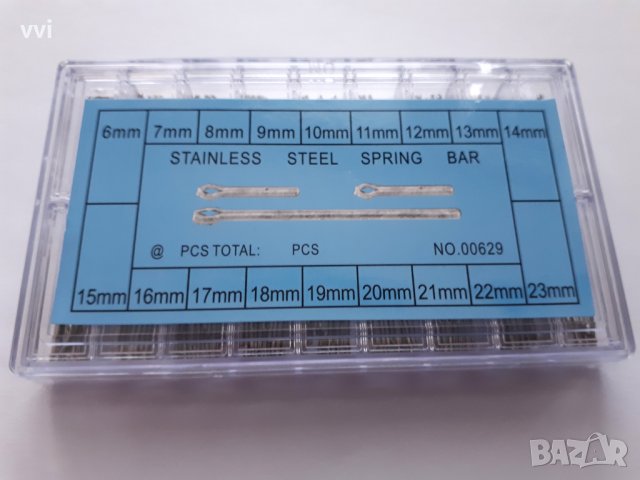 vvi
6mm 7mm 8mm 9mm 10mm 11mm 12mm 13mm 14mm
STAINLESS STEEL SPRING BAR
@ PCS TOTAL: PCS NO.00629
15mm 16mm 17mm 18mm 19mm 20mm 21mm 22mm 23mm
BAZAR